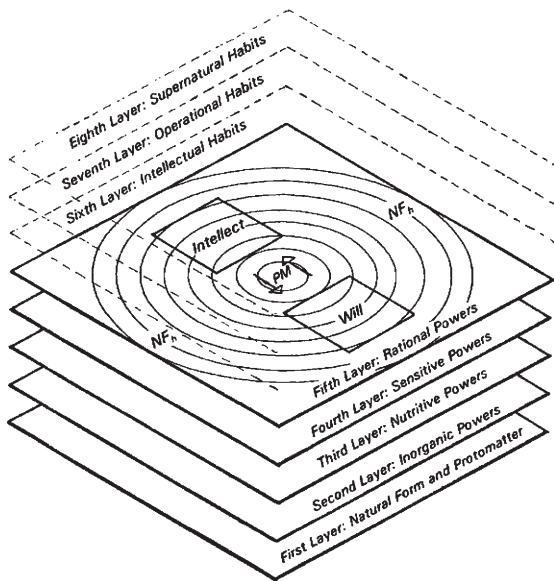 Eighth Layer: Supernatural Habits
Seventh Layer: Operational Habits
Sixth Layer: Intellectual Habits
NFh
Intellect
PM
Will
NFh
Fifth Layer: Rational Powers
Fourth Layer: Sensitive Powers
Third Layer: Nutritive Powers
Second Layer: Inorganic Powers
First Layer: Natural Form and Protomatter